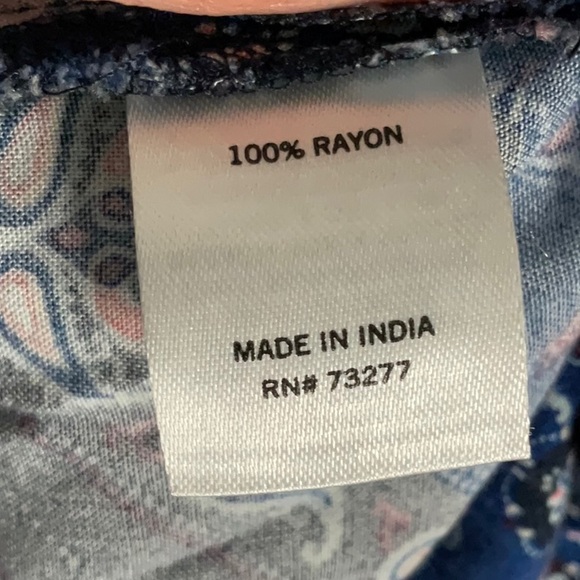 100% RAYON
MADE IN INDIA
RN# 73277